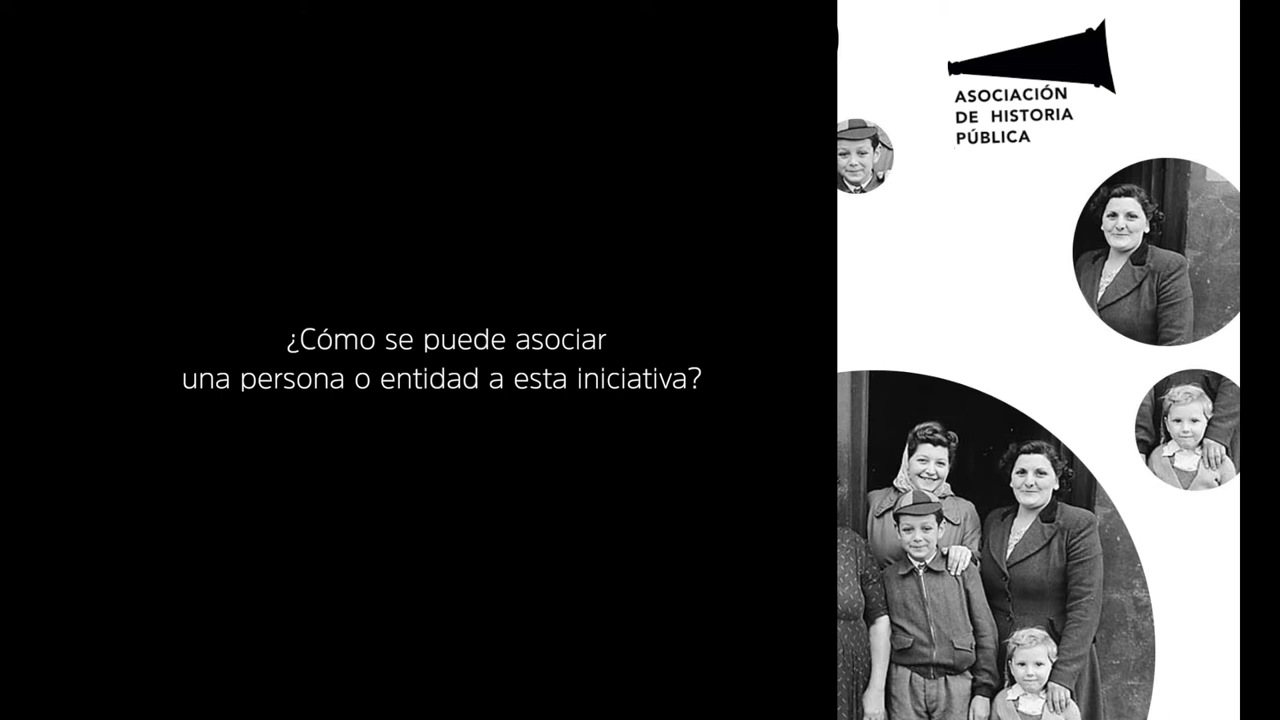 ¿Cómo se puede asociar
una persona o entidad a esta iniciativa?
ASOCIACIÓN
DE HISTORIA
PÚBLICA